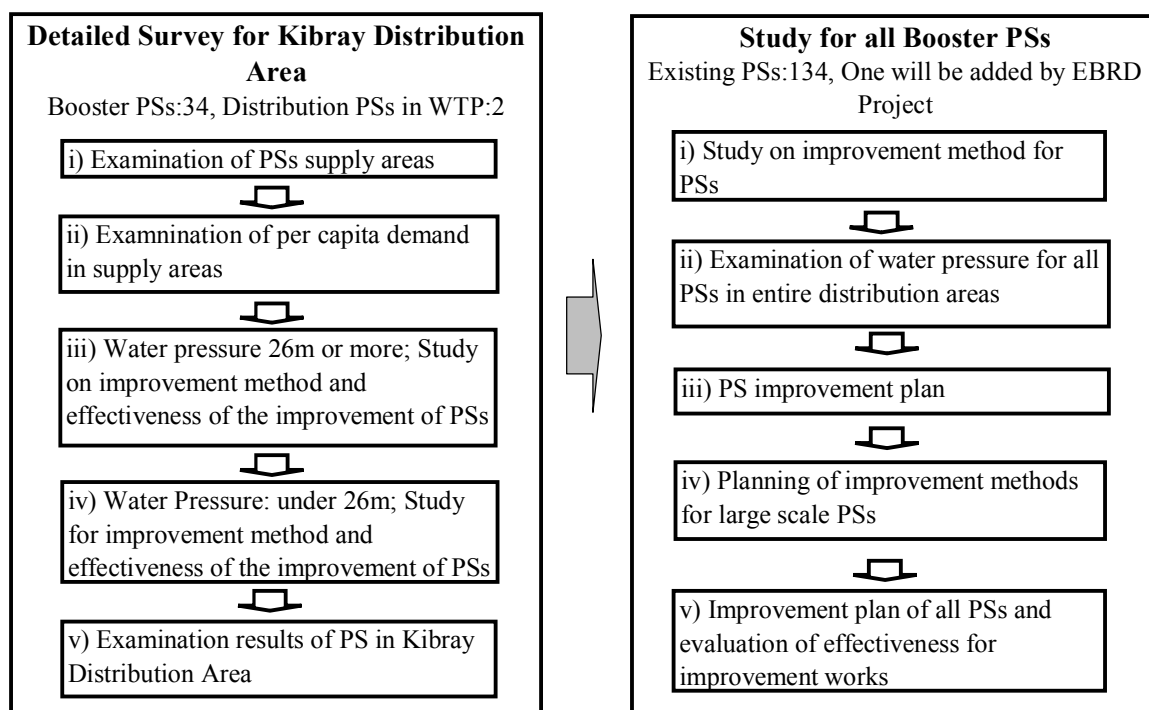 Detailed Survey for Kibray Distribution
Area
Booster PSs:34, Distribution PSs in WTP:2
i) Examination of PSs supply areas
ii) Examnination of per capita demand
in supply areas
iii) Water pressure 26m or more; Study
on improvement method and
effectiveness of the improvement of PSs
iv) Water Pressure: under 26m; Study
for improvement method and
effectiveness of the improvement of PSs
v) Examination results of PS in Kibray
Distribution Area
Study for all Booster PSs
Existing PSs:134, One will be added by EBRD
Project
i) Study on improvement method for
PSs
ii) Examination of water pressure for all
PSs in entire distribution areas
iii) PS improvement plan
iv) Planning of improvement methods
for large scale PSs
v) Improvement plan of all PSs and
evaluation of effectiveness for
improvement works